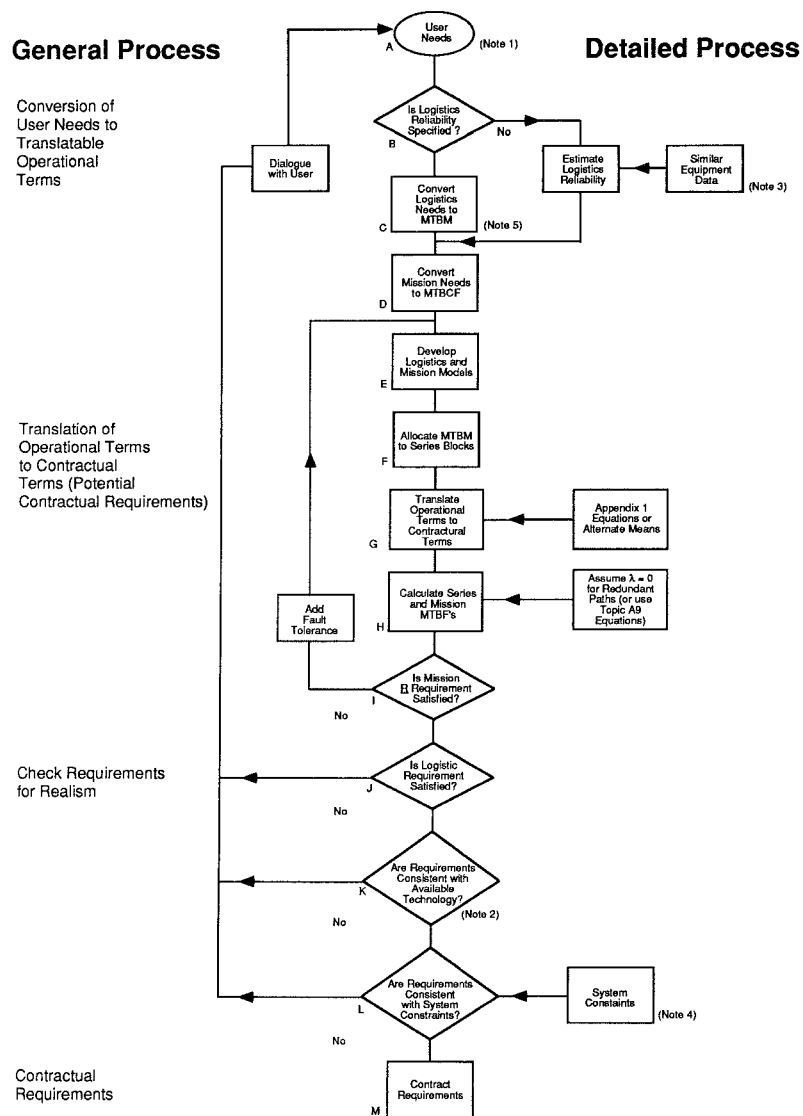 General Process
Detailed Process
User
Needs
A
(Note 1)
Conversion of
User Needs to
Translatable
Operational
Terms
Is Logistics
Reliability
Specified ?
B
No
Dialogue
with User
Estimate
Logistics
Reliability
Similar
Equipment
Data
(Note 3)
Convert
Logistics
Needs to
MTBM
C
(Note 5)
Convert
Mission Needs
to MTBCF
D
Develop
Logistics and
Mission Models
E
Translation of
Operational Terms
to Contractual
Terms (Potential
Contractual Requirements)
Allocate MTBM
to Series Blocks
F
Translate
Operational
Terms to
Contractural
Terms
G
Appendix 1
Equations or
Alternate Means
Add
Fault
Tolerance
Calculate Series
and Mission
MTBF's
H
Assume λ = 0
for Redundant
Paths (or use
Topic A9
Equations)
Is Mission
R Requirement
Satisfied?
I
No
Check Requirements
for Realism
Is Logistic
Requirement
Satisfied?
J
No
Are Requirements
Consistent with
Available
Technology?
K
(Note 2)
No
Are Requirements
Consistent
with System
Constraints?
L
No
System
Constaints
(Note 4)
Contractual
Requirements
Contract
Requirements
M